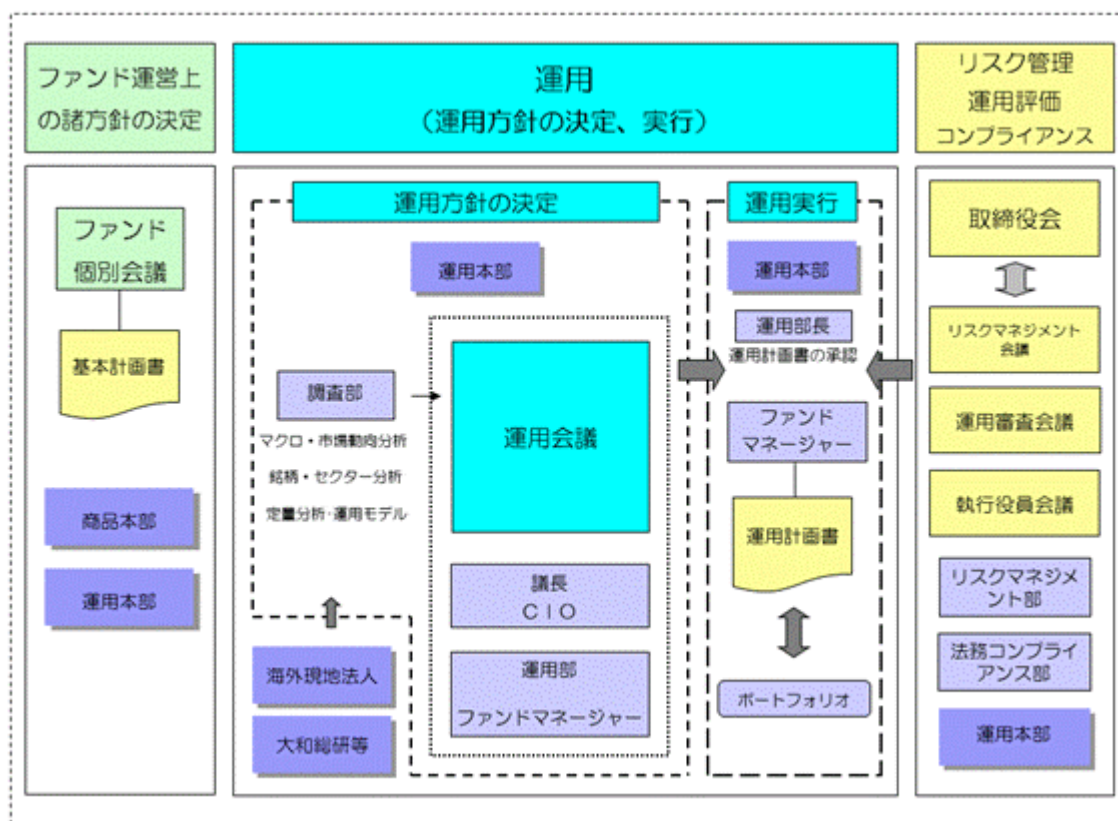 ファンド運営上
の諸方針の決定
運用
（運用方針の決定、実行）
リスク管理
運用評価
コンプライアンス
ファンド
個別会議
基本計画書
商品本部
運用本部
運用方針の決定
運用本部
調査部
マクロ・市場動向分析
銘柄・セクター分析
定量分析・運用モデル
運用会議
議長
ＣＩＯ
運用部
ファンドマネージャー
海外現地法人
大和総研等
運用実行
運用本部
運用部長
運用計画書の承認
ファンド
マネージャー
運用計画書
ポートフォリオ
取締役会
リスクマネジメント
会議
運用審査会議
執行役員会議
リスクマネジメ
ント部
法務コンプライ
アンス部
運用本部